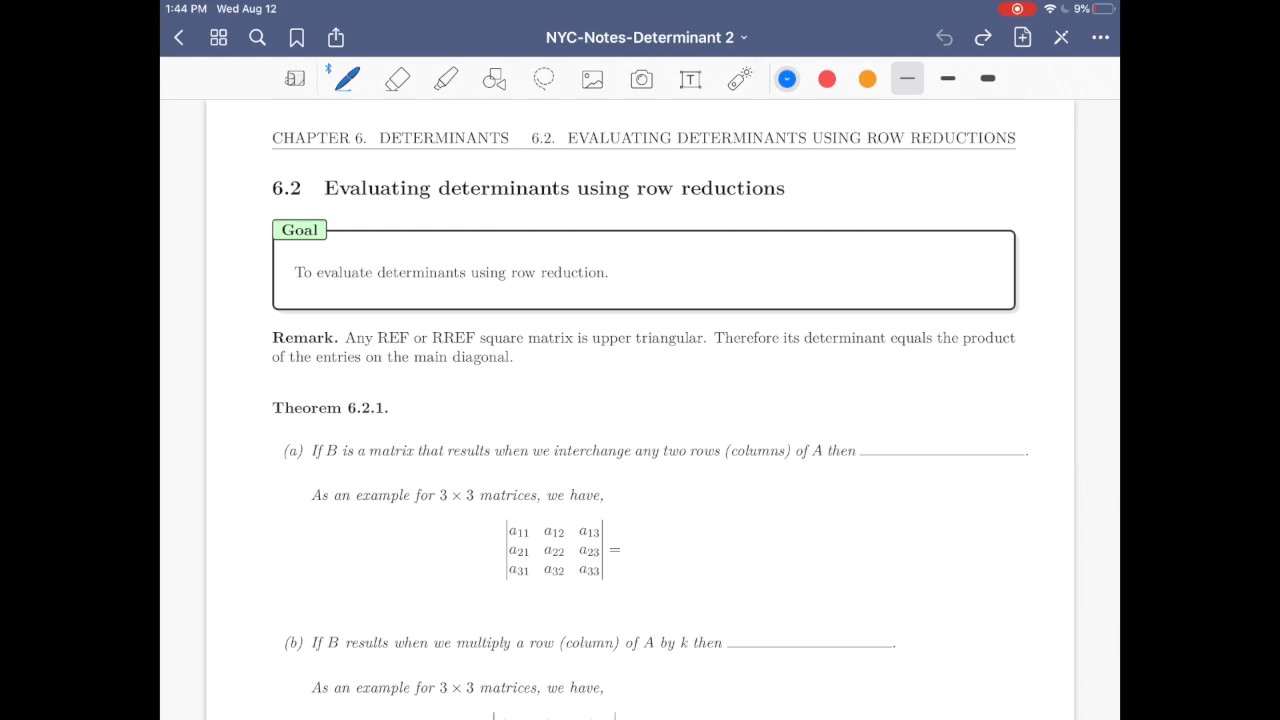 1:44 PM Wed Aug 12
9%
NYC-Notes-Determinant 2
CHAPTER 6. DETERMINANTS 6.2. EVALUATING DETERMINANTS USING ROW REDUCTIONS
6.2 Evaluating determinants using row reductions
Goal
To evaluate determinants using row reduction.
Remark. Any REF or RREF square matrix is upper triangular. Therefore its determinant equals the product
of the entries on the main diagonal.
Theorem 6.2.1.
(a) If B is a matrix that results when we interchange any two rows (columns) of A then ____________________.
As an example for 3 × 3 matrices, we have,
|a₁₁ a₁₂ a₁₃|
|a₂₁ a₂₂ a₂₃| =
|a₃₁ a₃₂ a₃₃|
(b) If B results when we multiply a row (column) of A by k then ____________________.
As an example for 3 × 3 matrices, we have,